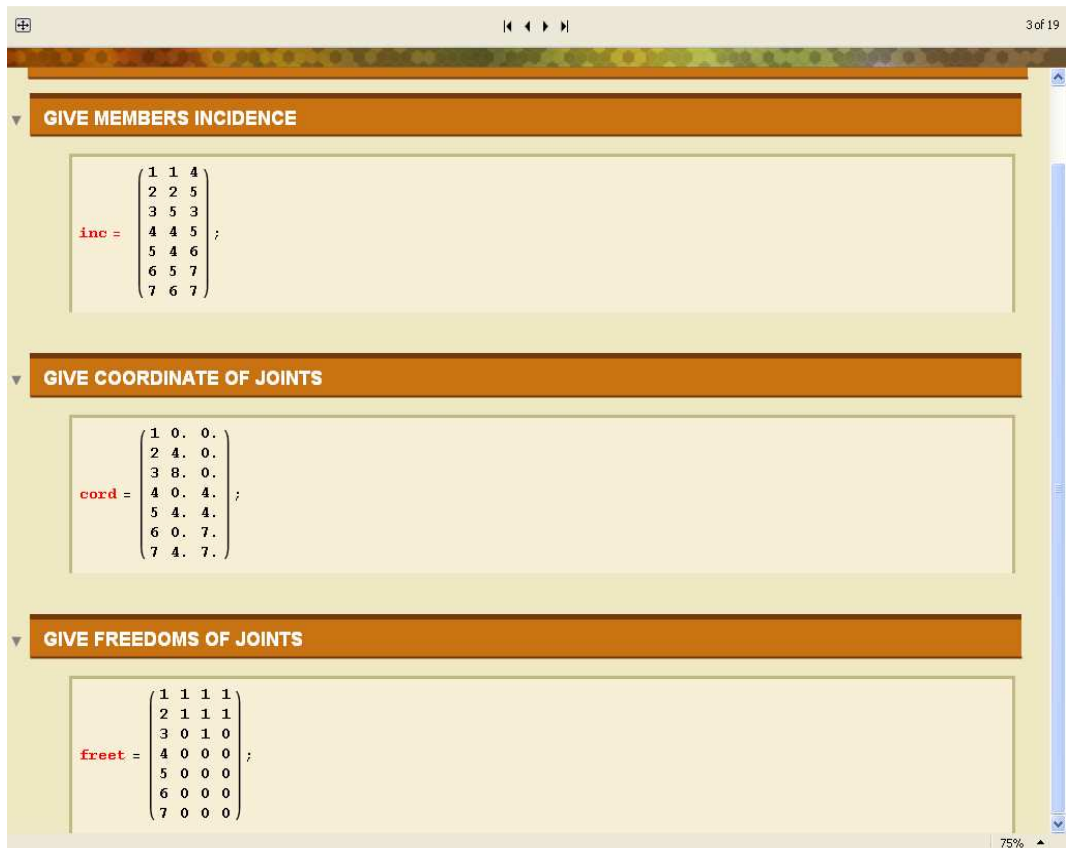 3 of 19
GIVE MEMBERS INCIDENCE
inc =
1 1 4
2 2 5
3 5 3
4 4 5
5 4 6
6 5 7
7 6 7
;
GIVE COORDINATE OF JOINTS
cord =
1 0. 0.
2 4. 0.
3 8. 0.
4 0. 4.
5 4. 4.
6 0. 7.
7 4. 7.
;
GIVE FREEDOMS OF JOINTS
freet =
1 1 1 1
2 1 1 1
3 0 1 0
4 0 0 0
5 0 0 0
6 0 0 0
7 0 0 0
;
75%